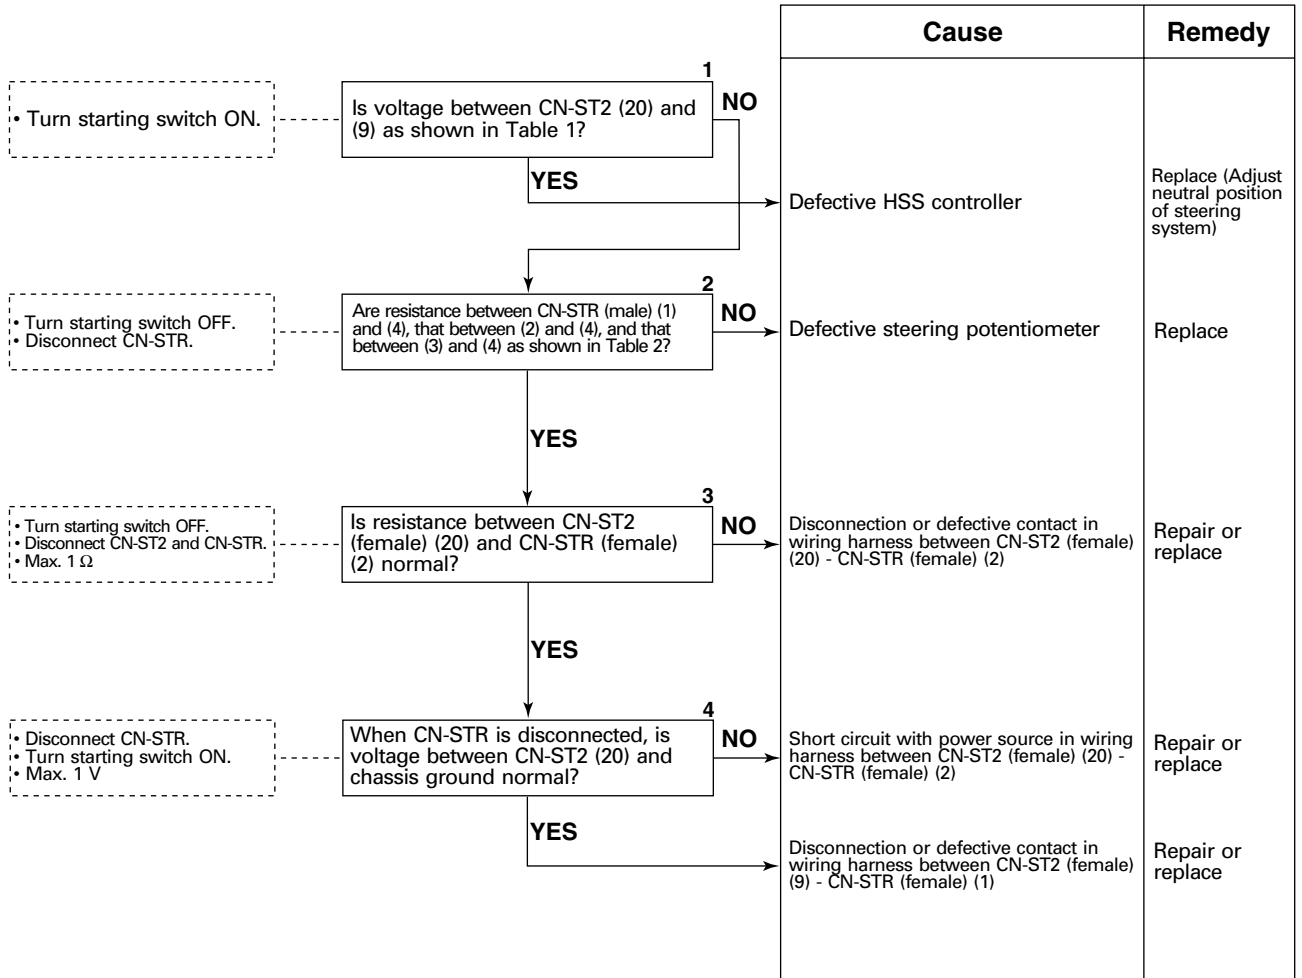 Cause
Remedy
1
• Turn starting switch ON.
Is voltage between CN-ST2 (20) and
(9) as shown in Table 1?
NO
YES
Defective HSS controller
Replace (Adjust
neutral position
of steering
system)
2
• Turn starting switch OFF.
• Disconnect CN-STR.
Are resistance between CN-STR (male) (1)
and (4), that between (2) and (4), and that
between (3) and (4) as shown in Table 2?
NO
Defective steering potentiometer
Replace
YES
3
• Turn starting switch OFF.
• Disconnect CN-ST2 and CN-STR.
• Max. 1 Ω
Is resistance between CN-ST2
(female) (20) and CN-STR (female)
(2) normal?
NO
Disconnection or defective contact in
wiring harness between CN-ST2 (female)
(20) - CN-STR (female) (2)
Repair or
replace
YES
4
• Disconnect CN-STR.
• Turn starting switch ON.
• Max. 1 V
When CN-STR is disconnected, is
voltage between CN-ST2 (20) and
chassis ground normal?
NO
Short circuit with power source in wiring
harness between CN-ST2 (female) (20) -
CN-STR (female) (2)
Repair or
replace
YES
Disconnection or defective contact in
wiring harness between CN-ST2 (female)
(9) - CN-STR (female) (1)
Repair or
replace